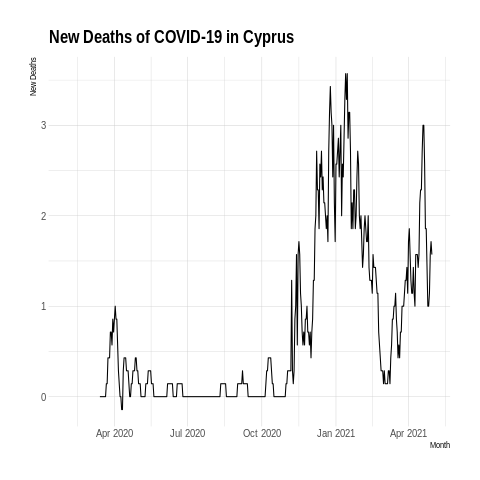 New Deaths of COVID-19 in Cyprus
New Deaths
3
2
1
0
Apr 2020 Jul 2020 Oct 2020 Jan 2021 Apr 2021
Month